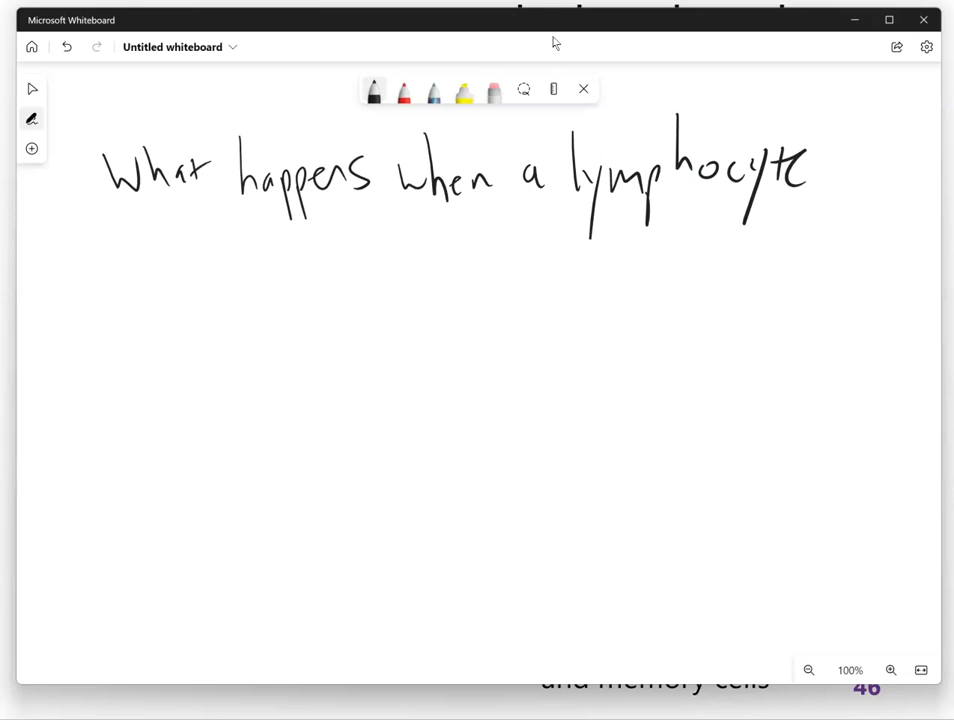 Microsoft Whiteboard
Untitled whiteboard
What happens when a lymphocyte
100%
and memory cells
46